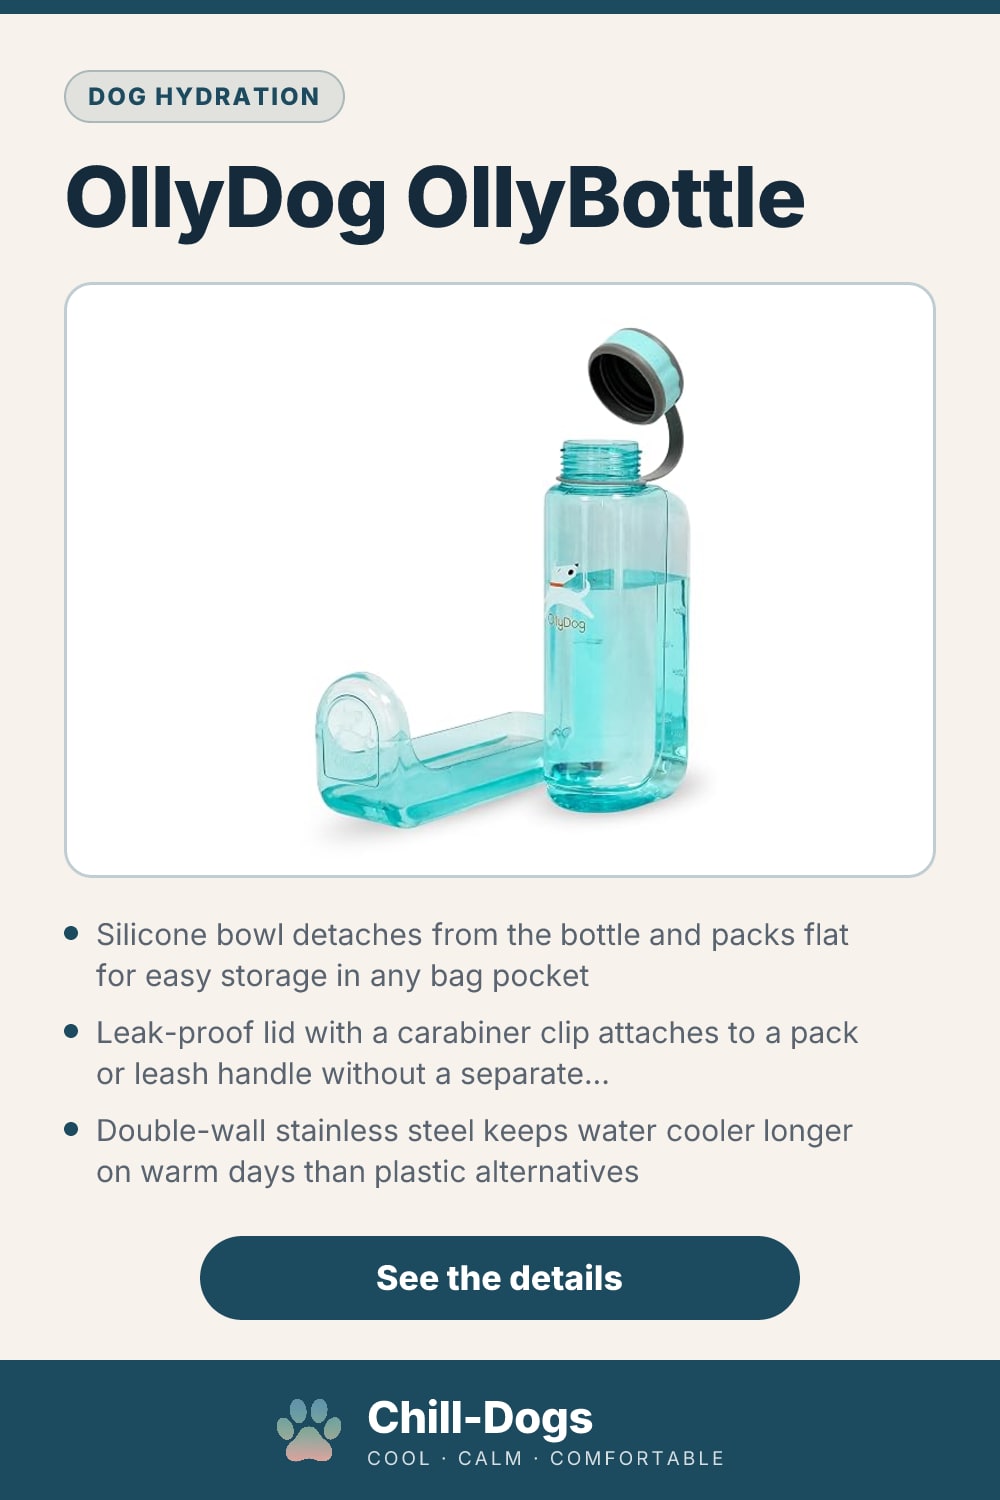 DOG HYDRATION
OllyDog OllyBottle
OllyDog
Silicone bowl detaches from the bottle and packs flat
for easy storage in any bag pocket
Leak-proof lid with a carabiner clip attaches to a pack
or leash handle without a separate...
Double-wall stainless steel keeps water cooler longer
on warm days than plastic alternatives
See the details
Chill-Dogs
COOL · CALM · COMFORTABLE